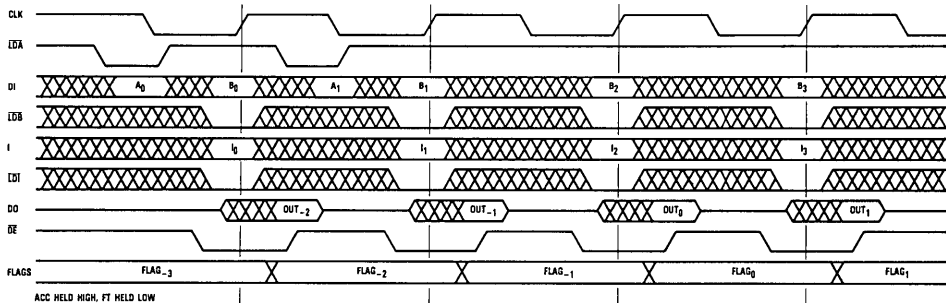 CLK
LDA
DI A0 B0 A1 B1 B2 B3
LDB
I I0 I1 I2 I3
LDI
DO OUT-2 OUT-1 OUT0 OUT1
OE
FLAGS FLAG-3 FLAG-2 FLAG-1 FLAG0 FLAG1
ACC HELD HIGH, FT HELD LOW